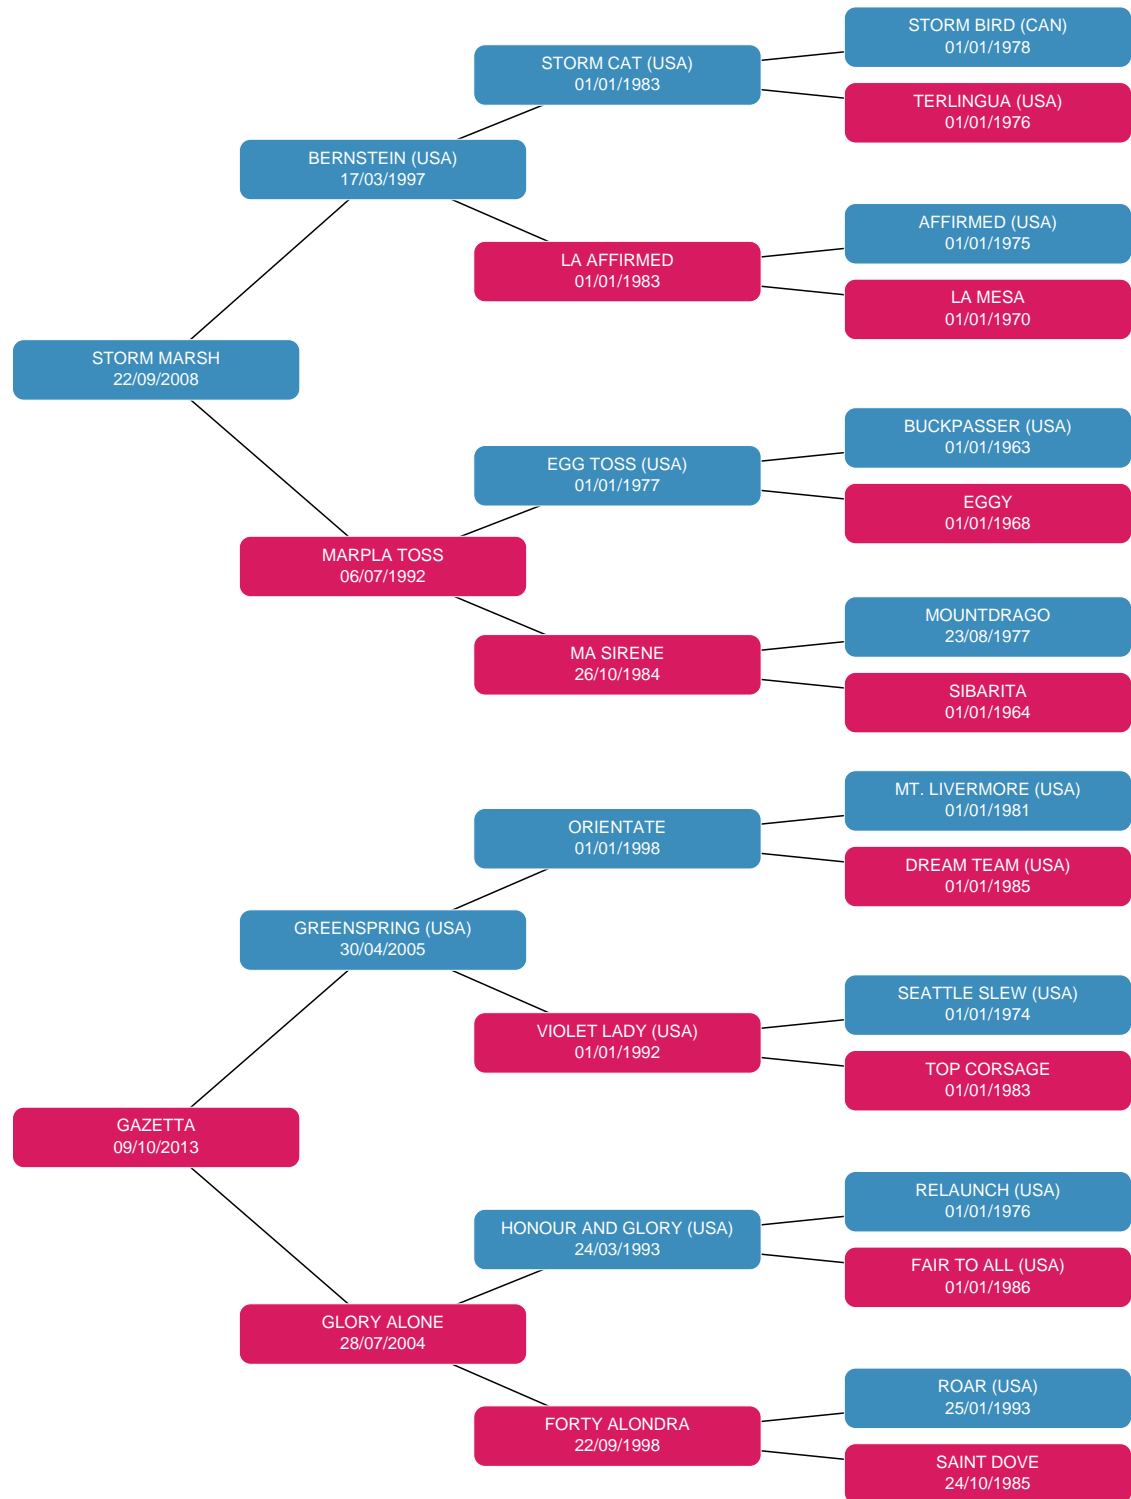 STORM BIRD (CAN)
01/01/1978
STORM CAT (USA)
01/01/1983
TERLINGUA (USA)
01/01/1976
BERNSTEIN (USA)
17/03/1997
AFFIRMED (USA)
01/01/1975
LA AFFIRMED
01/01/1983
LA MESA
01/01/1970
STORM MARSH
22/09/2008
BUCKPASSER (USA)
01/01/1963
EGG TOSS (USA)
01/01/1977
EGGY
01/01/1968
MARPLA TOSS
06/07/1992
MOUNTDRAGO
23/08/1977
MA SIRENE
26/10/1984
SIBARITA
01/01/1964
MT. LIVERMORE (USA)
01/01/1981
ORIENTATE
01/01/1998
DREAM TEAM (USA)
01/01/1985
GREENSPRING (USA)
30/04/2005
SEATTLE SLEW (USA)
01/01/1974
VIOLET LADY (USA)
01/01/1992
TOP CORSAGE
01/01/1983
GAZETTA
09/10/2013
RELAUNCH (USA)
01/01/1976
HONOUR AND GLORY (USA)
24/03/1993
FAIR TO ALL (USA)
01/01/1986
GLORY ALONE
28/07/2004
ROAR (USA)
25/01/1993
FORTY ALONDRA
22/09/1998
SAINT DOVE
24/10/1985